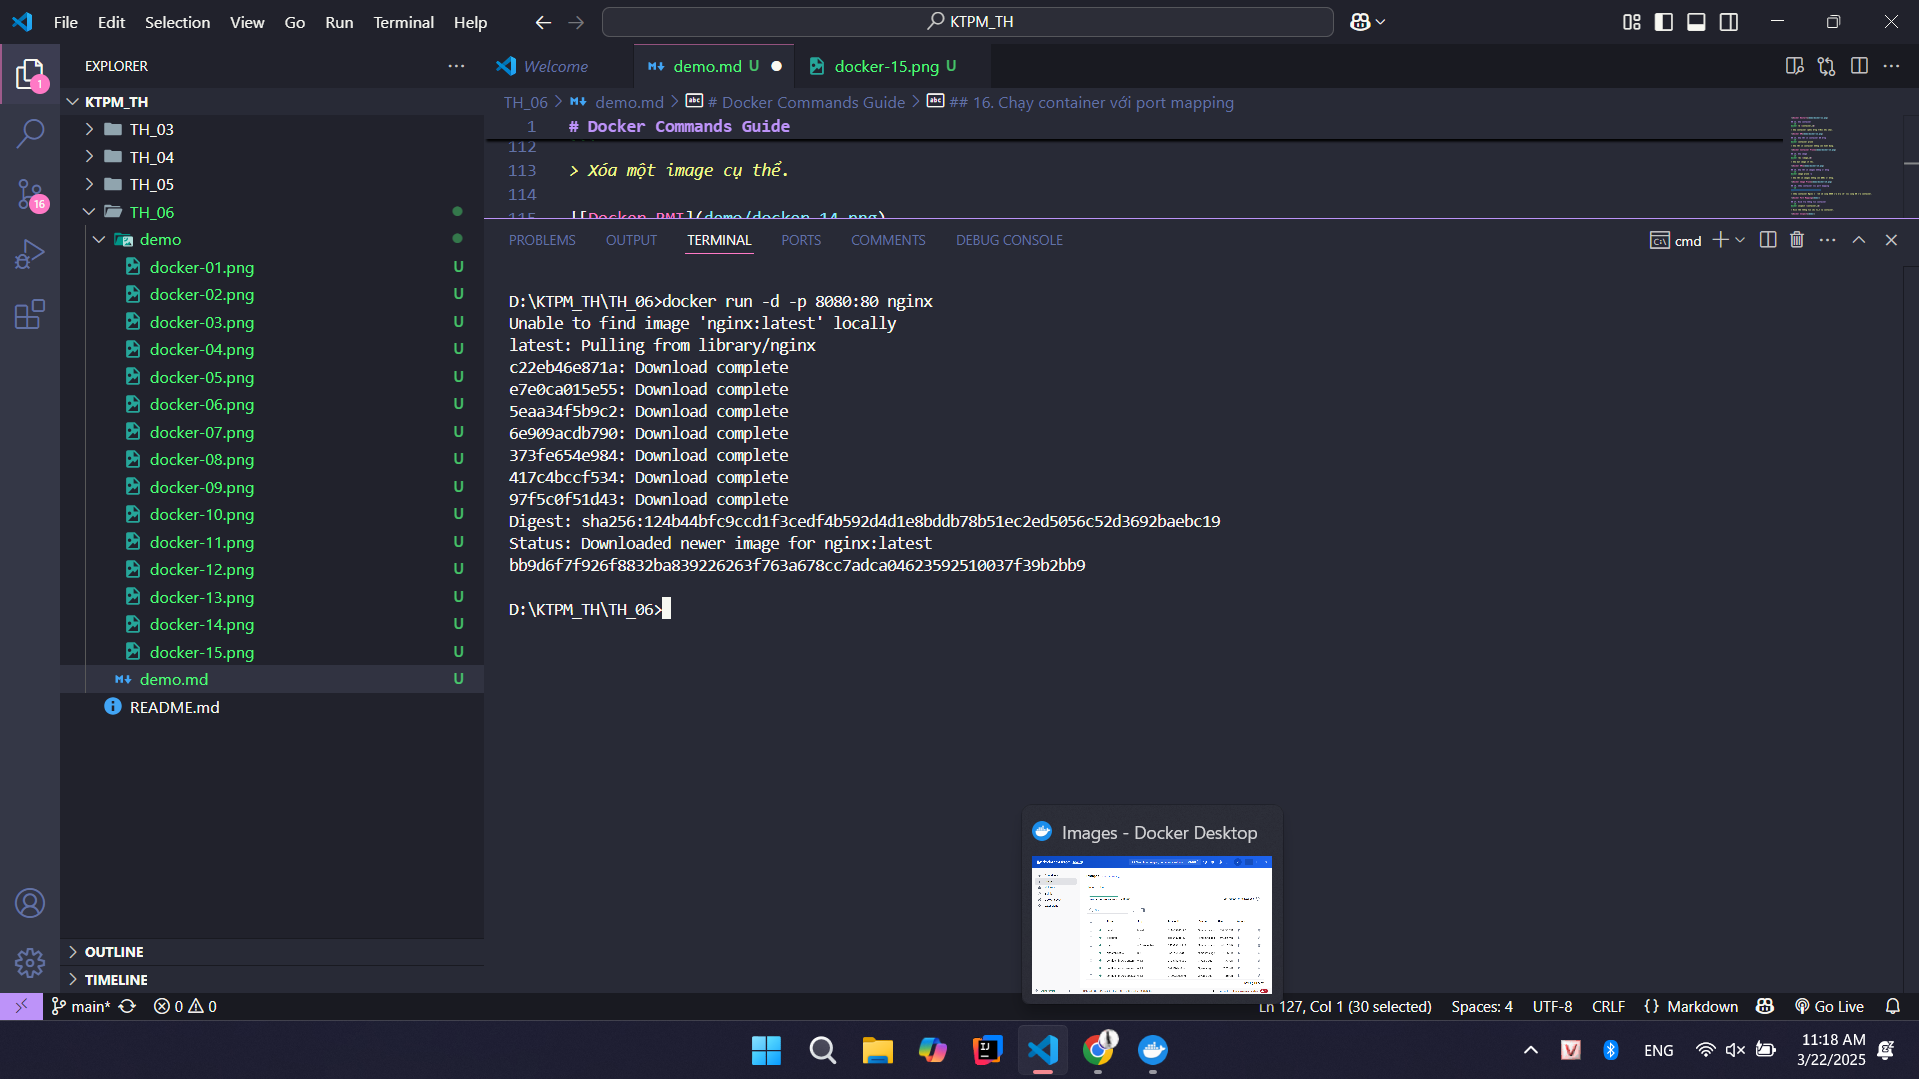 File Edit Selection View Go Run Terminal Help
KTPM_TH
EXPLORER
Welcome
demo.md U
docker-15.png U
KTPM_TH
TH_03
TH_04
TH_05
TH_06
demo
docker-01.png U
docker-02.png U
docker-03.png U
docker-04.png U
docker-05.png U
docker-06.png U
docker-07.png U
docker-08.png U
docker-09.png U
docker-10.png U
docker-11.png U
docker-12.png U
docker-13.png U
docker-14.png U
docker-15.png U
demo.md U
README.md
OUTLINE
TIMELINE
1
16
TH_06 > demo.md > # Docker Commands Guide > ## 16. Chạy container với port mapping
1 # Docker Commands Guide
112
113 > Xóa một image cụ thể.
114
115 ![Docker RMI](demo/docker-14.png)
PROBLEMS OUTPUT TERMINAL PORTS COMMENTS DEBUG CONSOLE
cmd
D:\KTPM_TH\TH_06>docker run -d -p 8080:80 nginx
Unable to find image 'nginx:latest' locally
latest: Pulling from library/nginx
c22eb46e871a: Download complete
e7e0ca015e55: Download complete
5eaa34f5b9c2: Download complete
6e909acdb790: Download complete
373fe654e984: Download complete
417c4bccf534: Download complete
97f5c0f51d43: Download complete
Digest: sha256:124b44bfc9ccd1f3cedf4b592d4d1e8bddb78b51ec2ed5056c52d3692baebc19
Status: Downloaded newer image for nginx:latest
bb9d6f7f926f8832ba839226263f763a678cc7adca04623592510037f39b2bb9
D:\KTPM_TH\TH_06>
Images - Docker Desktop
main* 0 0
Ln 127, Col 1 (30 selected) Spaces: 4 UTF-8 CRLF {} Markdown Go Live
ENG
11:18 AM
3/22/2025